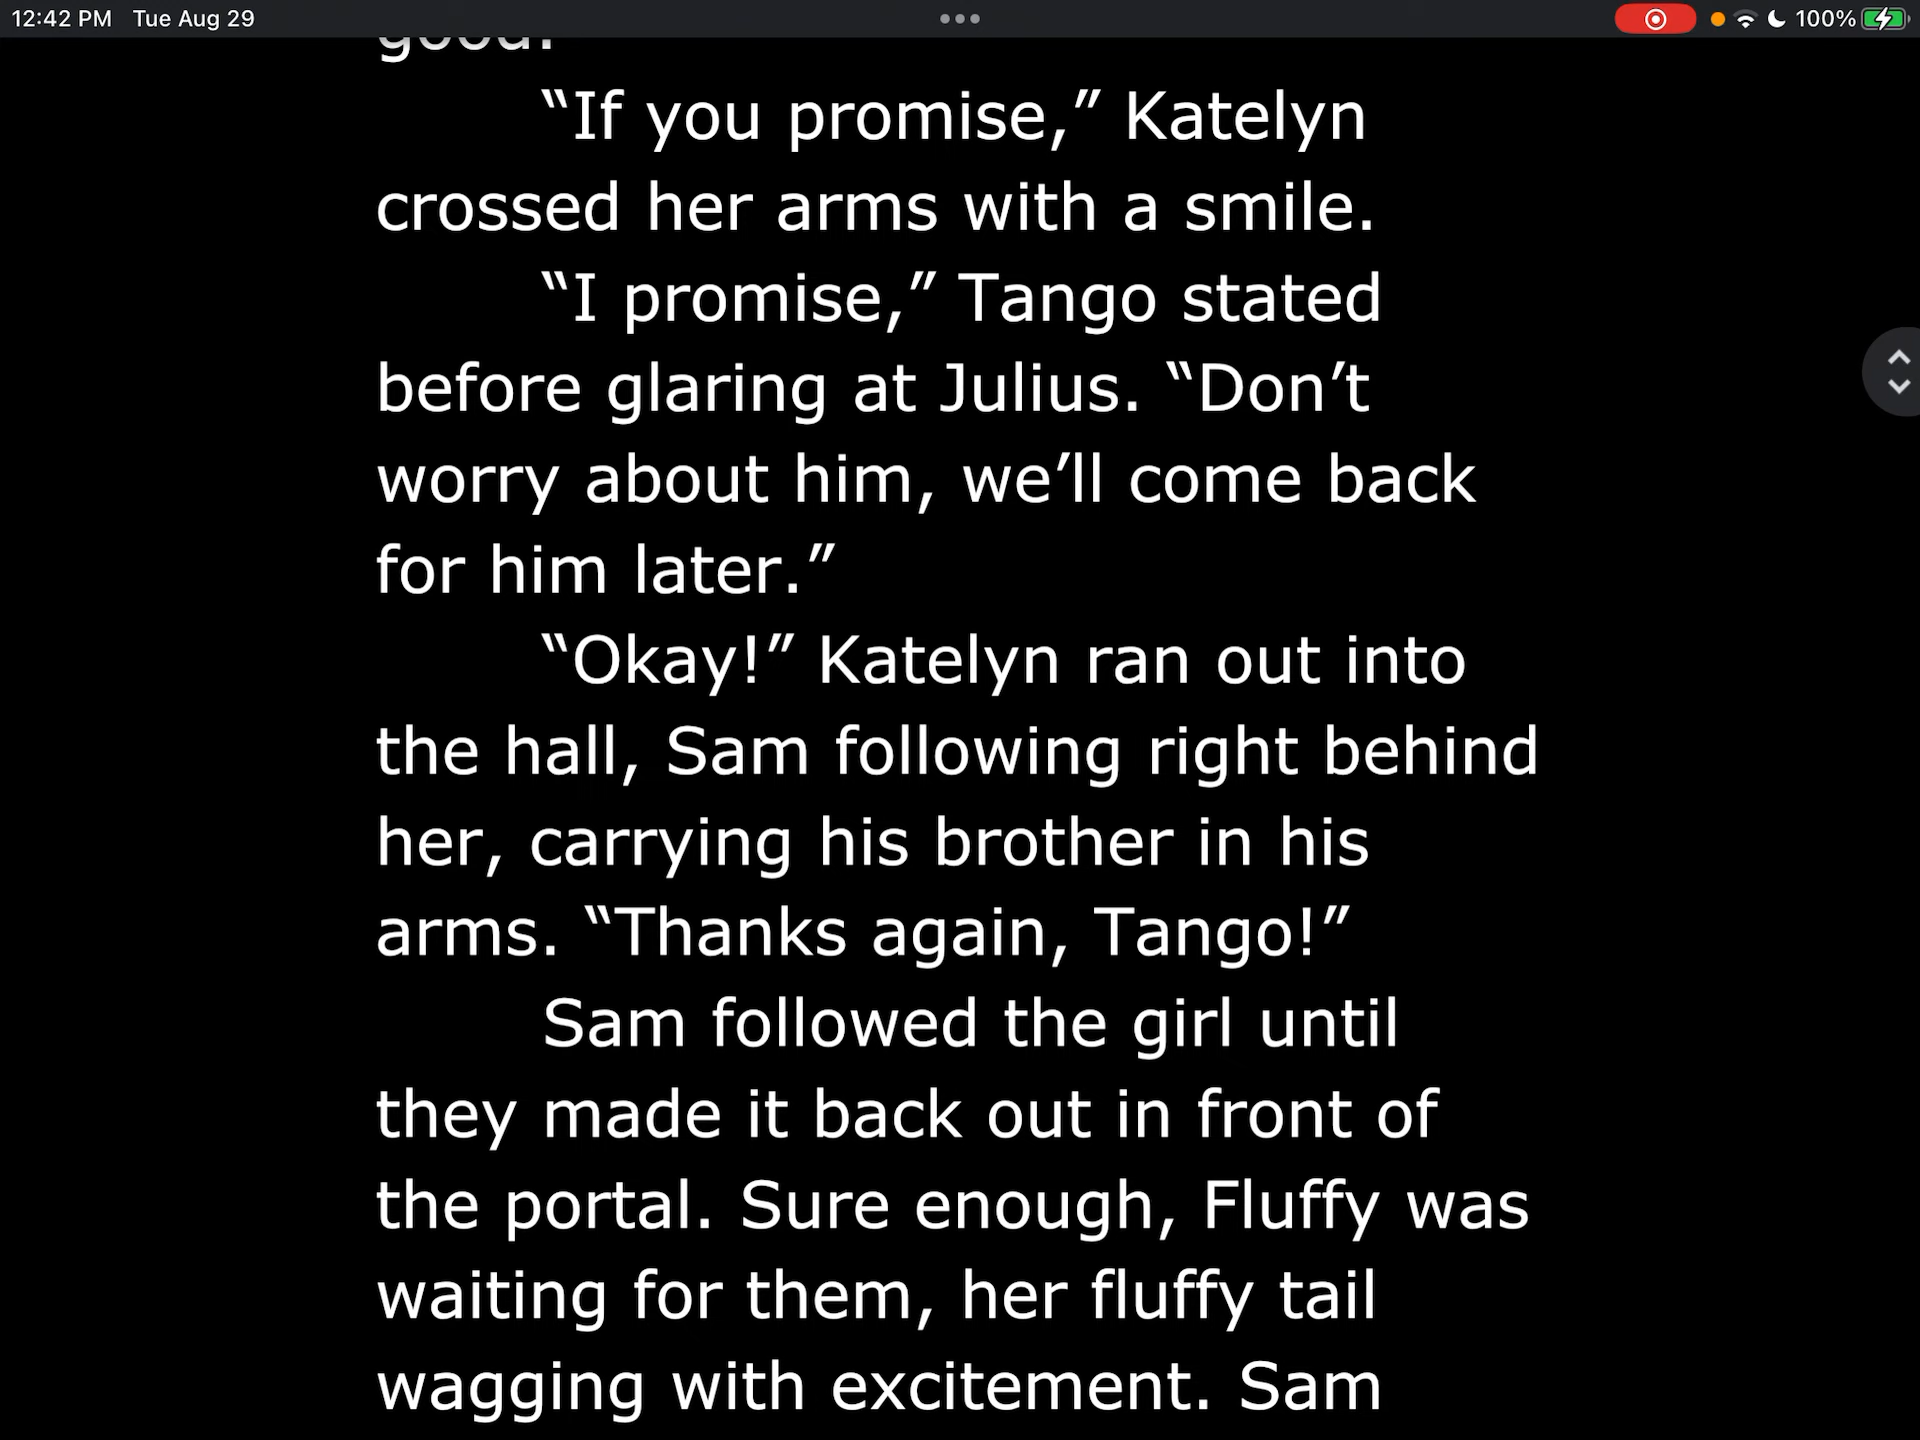 12:42 PM Tue Aug 29
100%
good.
“If you promise,” Katelyn
crossed her arms with a smile.
“I promise,” Tango stated
before glaring at Julius. “Don’t
worry about him, we’ll come back
for him later.”
“Okay!” Katelyn ran out into
the hall, Sam following right behind
her, carrying his brother in his
arms. “Thanks again, Tango!”
Sam followed the girl until
they made it back out in front of
the portal. Sure enough, Fluffy was
waiting for them, her fluffy tail
wagging with excitement. Sam